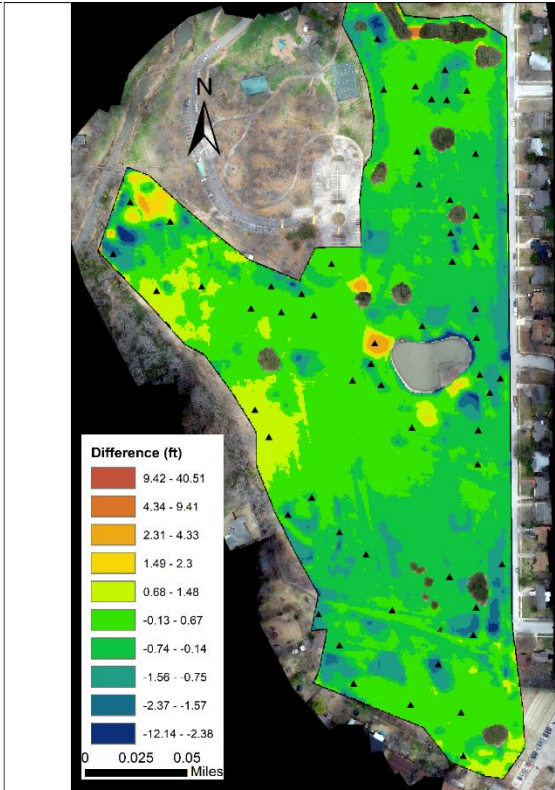 N
Difference (ft)
9.42 - 40.51
4.34 - 9.41
2.31 - 4.33
1.49 - 2.3
0.68 - 1.48
-0.13 - 0.67
-0.74 - -0.14
-1.56 - -0.75
-2.37 - -1.57
-12.14 - -2.38
0 0.025 0.05
Miles